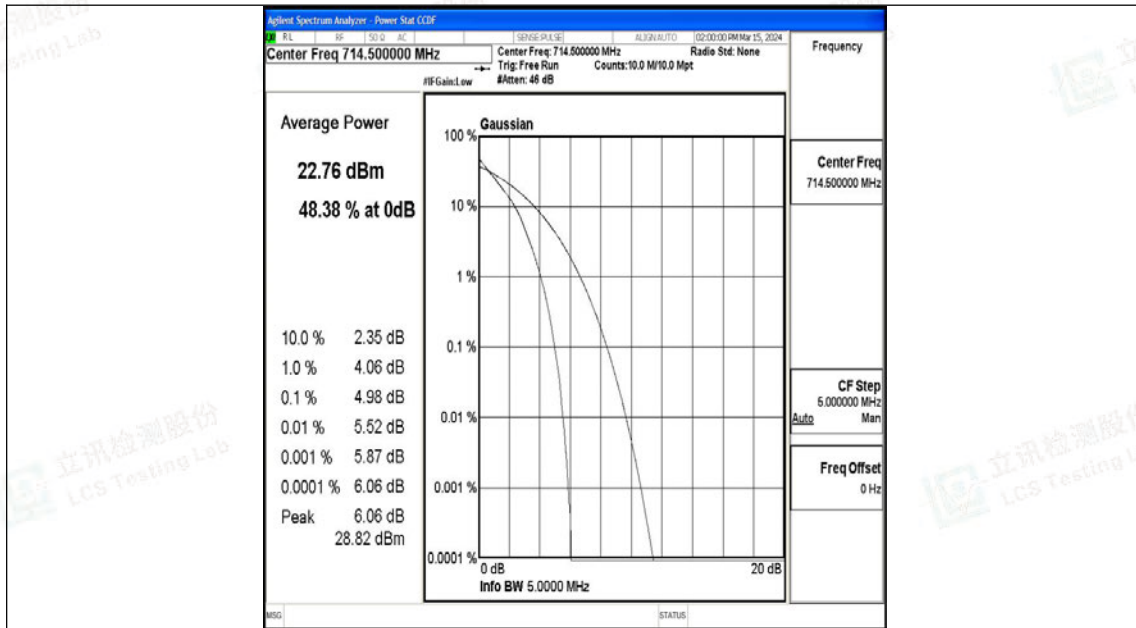 Agilent Spectrum Analyzer - Power Stat CCDF
RL RF 50 Ω AC SENSE:PULSE ALIGNAUTO 02:00:00 PM Mar 15, 2024
Center Freq 714.500000 MHz
Center Freq: 714.500000 MHz Radio Std: None
Trig: Free Run Counts:10.0 M/10.0 Mpt
#IFGain:Low #Atten: 46 dB
Frequency
Average Power
22.76 dBm
48.38 % at 0dB
10.0 % 2.35 dB
1.0 % 4.06 dB
0.1 % 4.98 dB
0.01 % 5.52 dB
0.001 % 5.87 dB
0.0001 % 6.06 dB
Peak 6.06 dB
28.82 dBm
Gaussian
100 %
10 %
1 %
0.1 %
0.01 %
0.001 %
0.0001 %
0 dB 20 dB
Info BW 5.0000 MHz
Center Freq
714.500000 MHz
CF Step
5.000000 MHz
Auto Man
Freq Offset
0 Hz
MSG STATUS
立讯检测股份
LCS Testing Lab
立讯检测股份